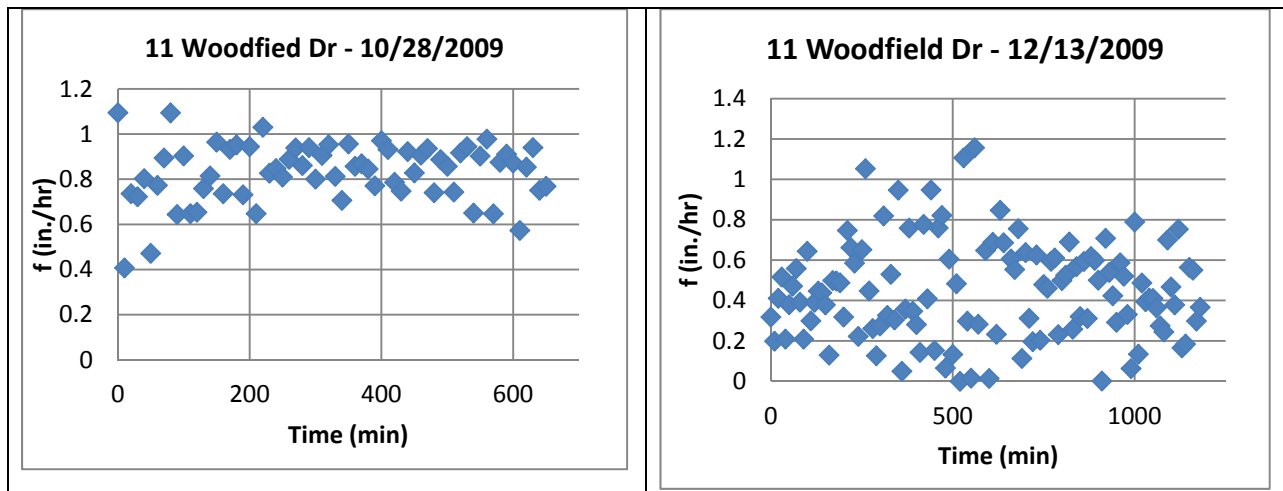 11 Woodfied Dr - 10/28/2009
f (in./hr)
1.2
1
0.8
0.6
0.4
0.2
0
0 200 400 600
Time (min)
11 Woodfield Dr - 12/13/2009
f (in./hr)
1.4
1.2
1
0.8
0.6
0.4
0.2
0
0 500 1000
Time (min)